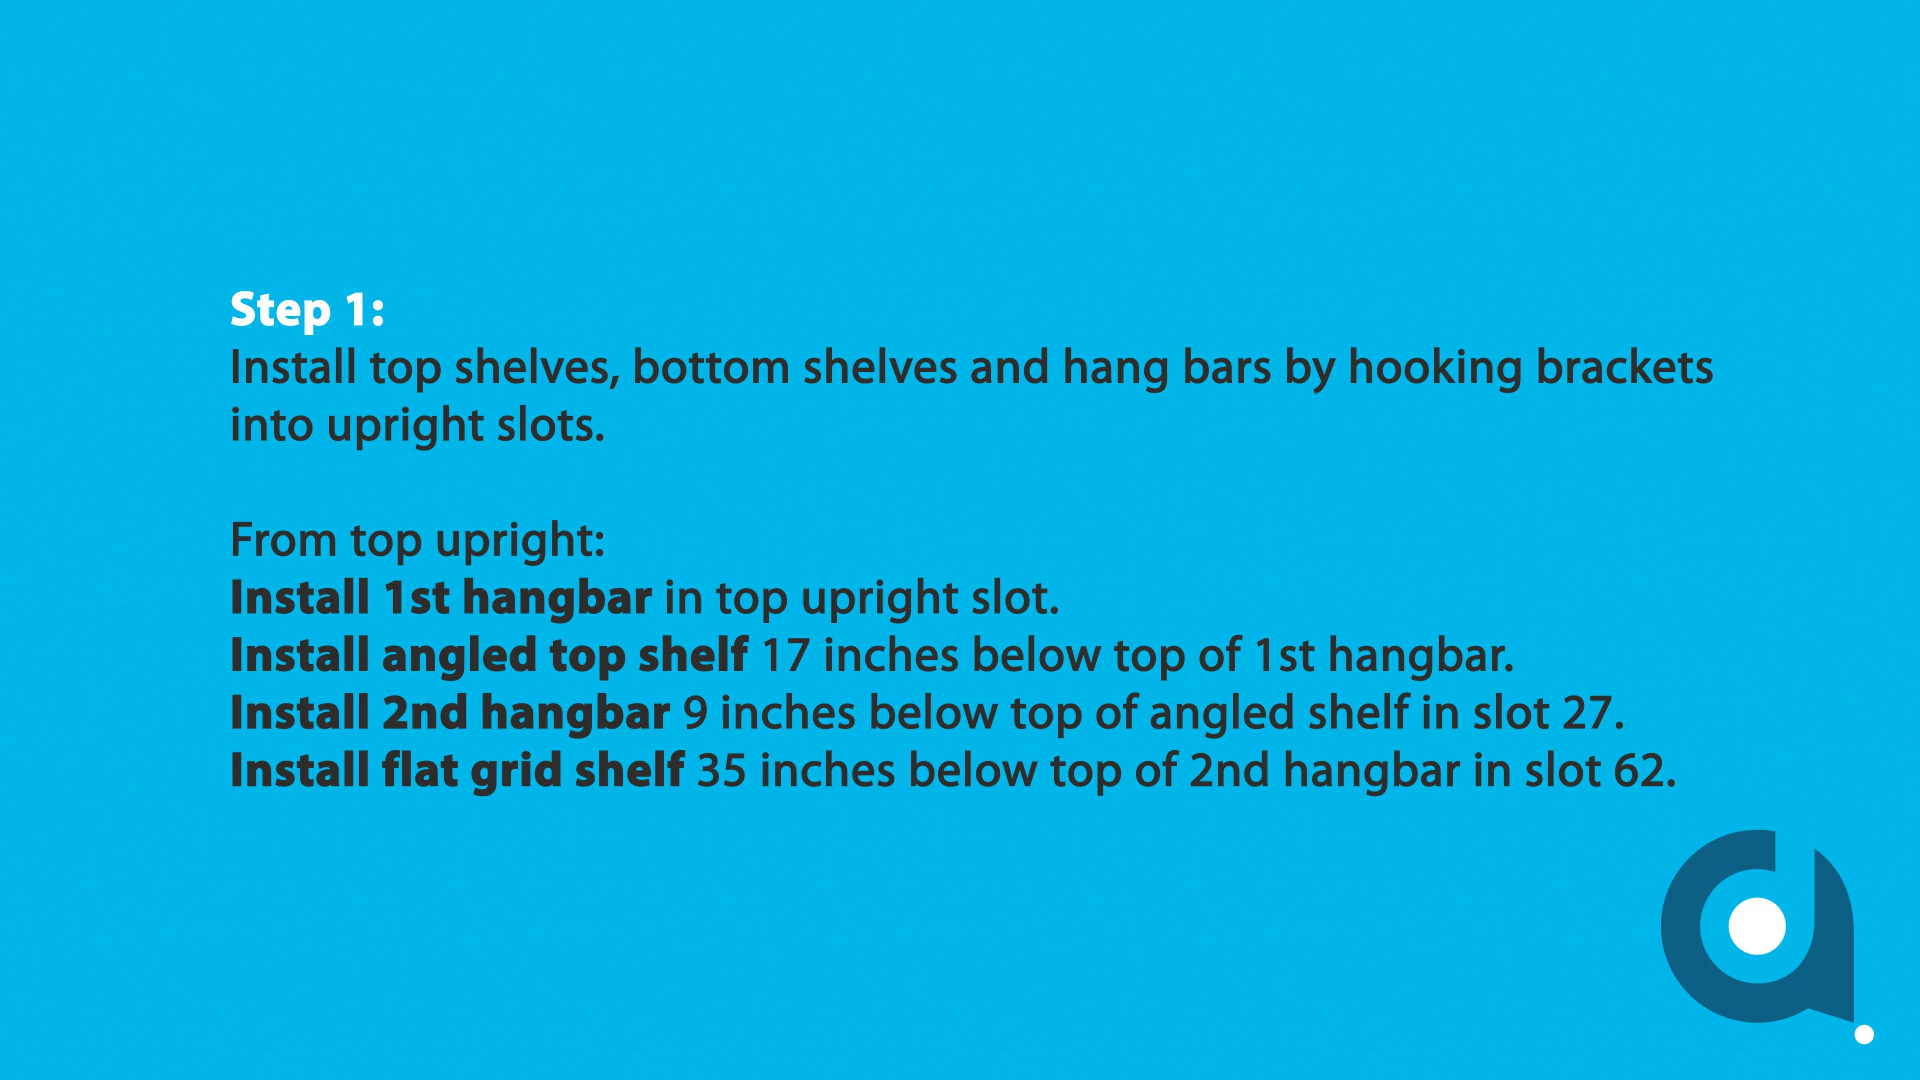 Step 1:
Install top shelves, bottom shelves and hang bars by hooking brackets
into upright slots.
From top upright:
Install 1st hangbar in top upright slot.
Install angled top shelf 17 inches below top of 1st hangbar.
Install 2nd hangbar 9 inches below top of angled shelf in slot 27.
Install flat grid shelf 35 inches below top of 2nd hangbar in slot 62.